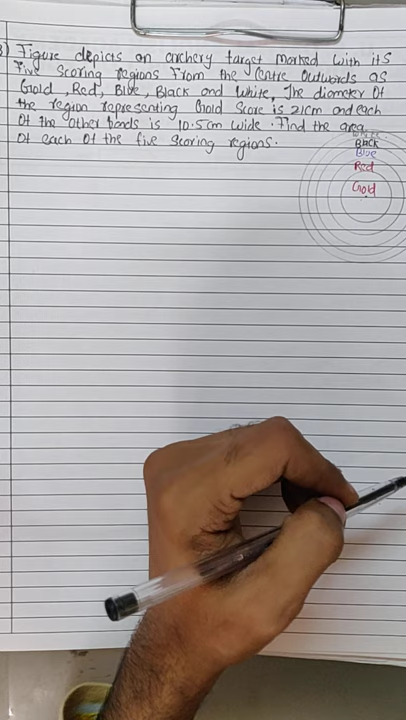 3) Figure depicts an archery target marked with its
Five Scoring regions From the Centre Outwords as
Gold, Red, Blue, Black and White, The diameter Of
the region representing Gold Score is 21cm and each
Of the Other bands is 10.5cm wide. Find the area
Of each Of the five Scoring regions.
White
Black
Blue
Red
Gold